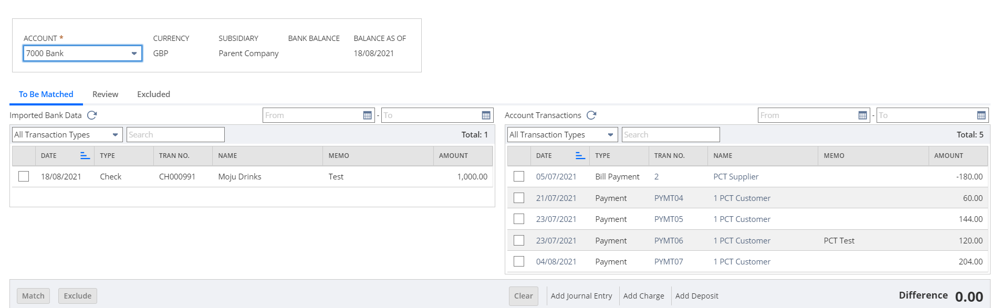 ACCOUNT * CURRENCY SUBSIDIARY BANK BALANCE BALANCE AS OF
7000 Bank GBP Parent Company 18/08/2021
To Be Matched Review Excluded
Imported Bank Data From - To
All Transaction Types Search Total: 1
DATE TYPE TRAN NO. NAME MEMO AMOUNT
18/08/2021 Check CH000991 Moju Drinks Test 1,000.00
Account Transactions From - To
All Transaction Types Search Total: 5
DATE TYPE TRAN NO. NAME MEMO AMOUNT
05/07/2021 Bill Payment 2 PCT Supplier -180.00
21/07/2021 Payment PYMT04 1 PCT Customer 60.00
23/07/2021 Payment PYMT05 1 PCT Customer 144.00
23/07/2021 Payment PYMT06 1 PCT Customer PCT Test 120.00
04/08/2021 Payment PYMT07 1 PCT Customer 204.00
Match Exclude Clear Add Journal Entry Add Charge Add Deposit Difference 0.00